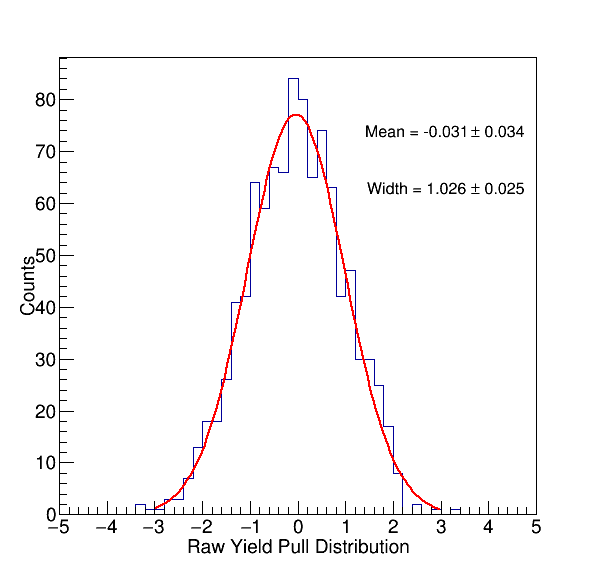 80
70
60
50
40
30
20
10
0
Counts
Mean = -0.031 ± 0.034
Width = 1.026 ± 0.025
−5 −4 −3 −2 −1 0 1 2 3 4 5
Raw Yield Pull Distribution